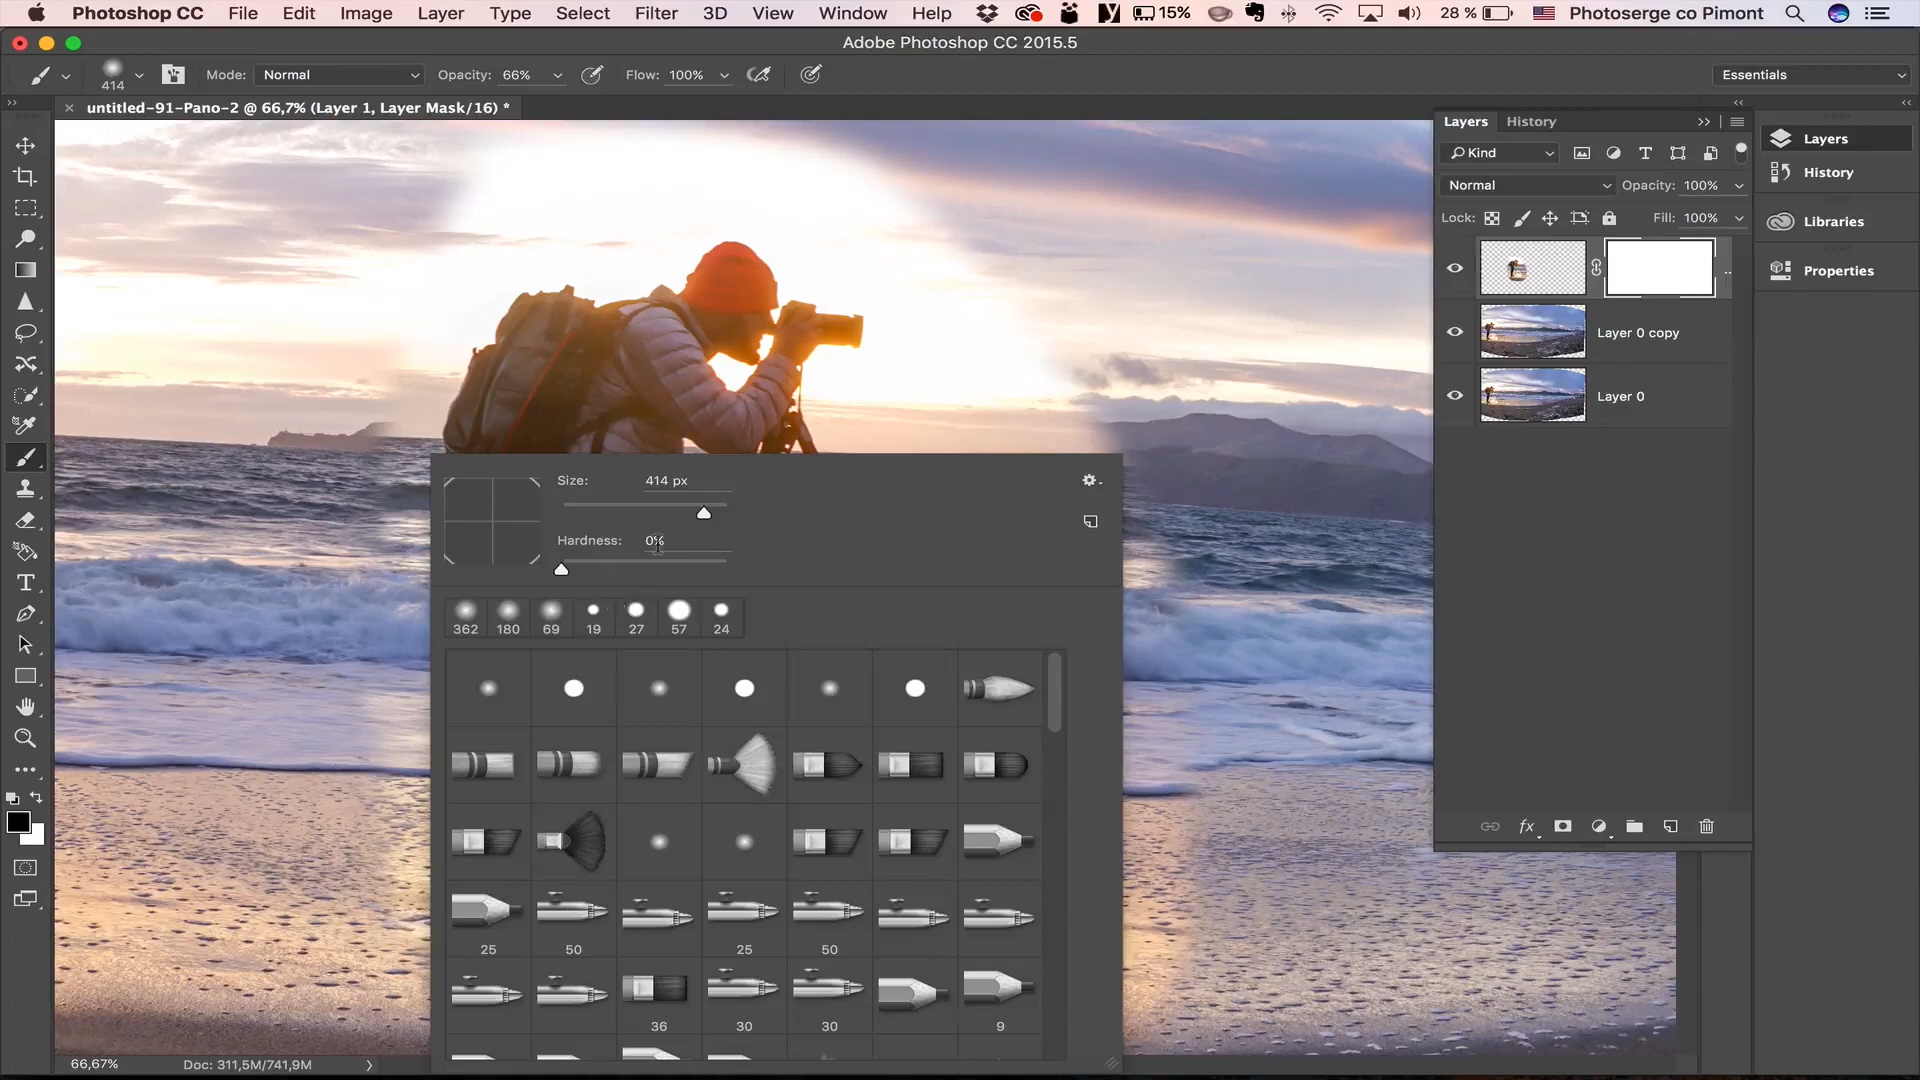 Photoshop CC File Edit Image Layer Type Select Filter 3D View Window Help 15% 28 % Photoserge co Pimont
Adobe Photoshop CC 2015.5
414 Mode: Normal Opacity: 66% Flow: 100% Essentials
untitled-91-Pano-2 @ 66,7% (Layer 1, Layer Mask/16) *
Layers History
Kind
Normal Opacity: 100%
Lock: Fill: 100%
Layer 0 copy
Layer 0
Layers
History
Libraries
Properties
Size: 414 px
Hardness: 0%
362 180 69 19 27 57 24
25 50 25 50
36 30 30 9
fx
66,67% Doc: 311,5M/741,9M